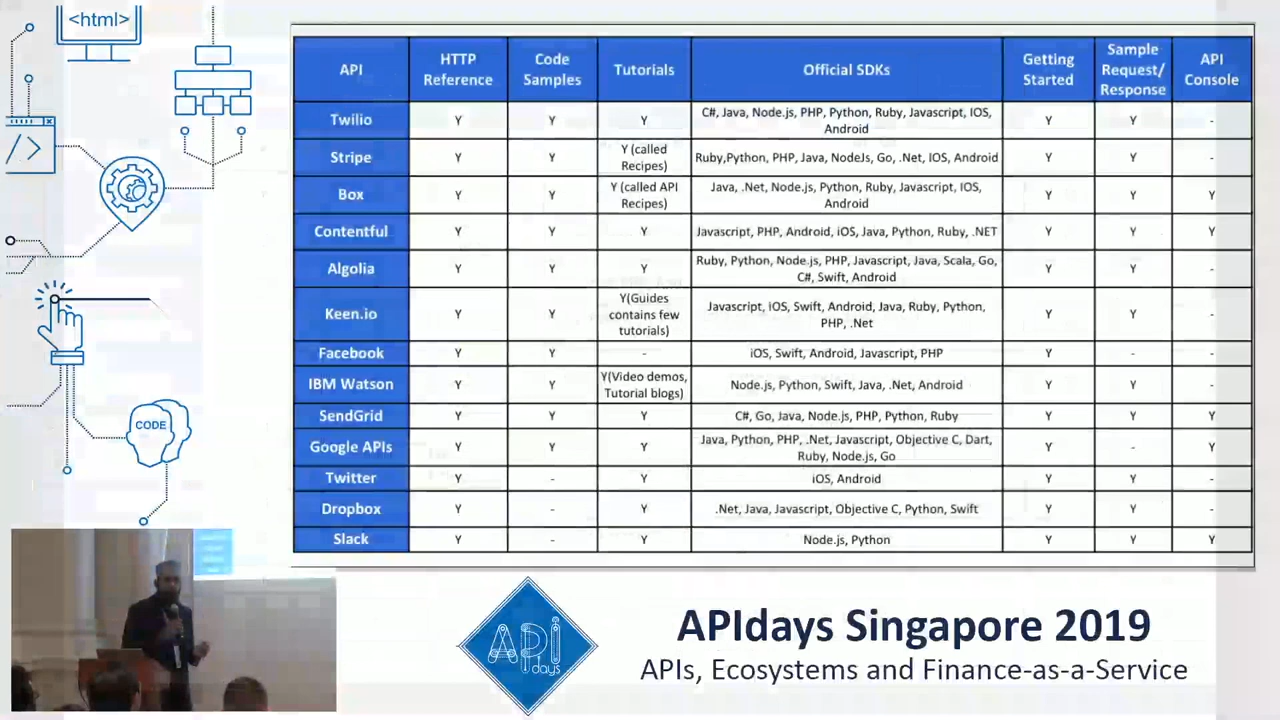 <html>
API
HTTP
Reference
Code
Samples
Tutorials
Official SDKs
Getting
Started
Sample
Request/
Response
API
Console
Twilio
Y
Y
Y
C#, Java, Node.js, PHP, Python, Ruby, Javascript, IOS,
Android
Y
Y
-
Stripe
Y
Y
Y (called
Recipes)
Ruby,Python, PHP, Java, NodeJs, Go, .Net, IOS, Android
Y
Y
-
Box
Y
Y
Y (called API
Recipes)
Java, .Net, Node.js, Python, Ruby, Javascript, IOS,
Android
Y
Y
Y
Contentful
Y
Y
Y
Javascript, PHP, Android, iOS, Java, Python, Ruby, .NET
Y
Y
Y
Algolia
Y
Y
Y
Ruby, Python, Node.js, PHP, Javascript, Java, Scala, Go,
C#, Swift, Android
Y
Y
-
Keen.io
Y
Y
Y(Guides
contains few
tutorials)
Javascript, iOS, Swift, Android, Java, Ruby, Python,
PHP, .Net
Y
Y
-
Facebook
Y
Y
-
iOS, Swift, Android, Javascript, PHP
Y
-
-
IBM Watson
Y
Y
Y(Video demos,
Tutorial blogs)
Node.js, Python, Swift, Java, .Net, Android
Y
Y
-
SendGrid
Y
Y
Y
C#, Go, Java, Node.js, PHP, Python, Ruby
Y
Y
Y
Google APIs
Y
Y
Y
Java, Python, PHP, .Net, Javascript, Objective C, Dart,
Ruby, Node.js, Go
Y
-
Y
Twitter
Y
-
Y
iOS, Android
Y
Y
-
Dropbox
Y
-
Y
.Net, Java, Javascript, Objective C, Python, Swift
Y
Y
-
Slack
Y
-
Y
Node.js, Python
Y
Y
Y
</>
CODE
API
days
APIdays Singapore 2019
APIs, Ecosystems and Finance-as-a-Service